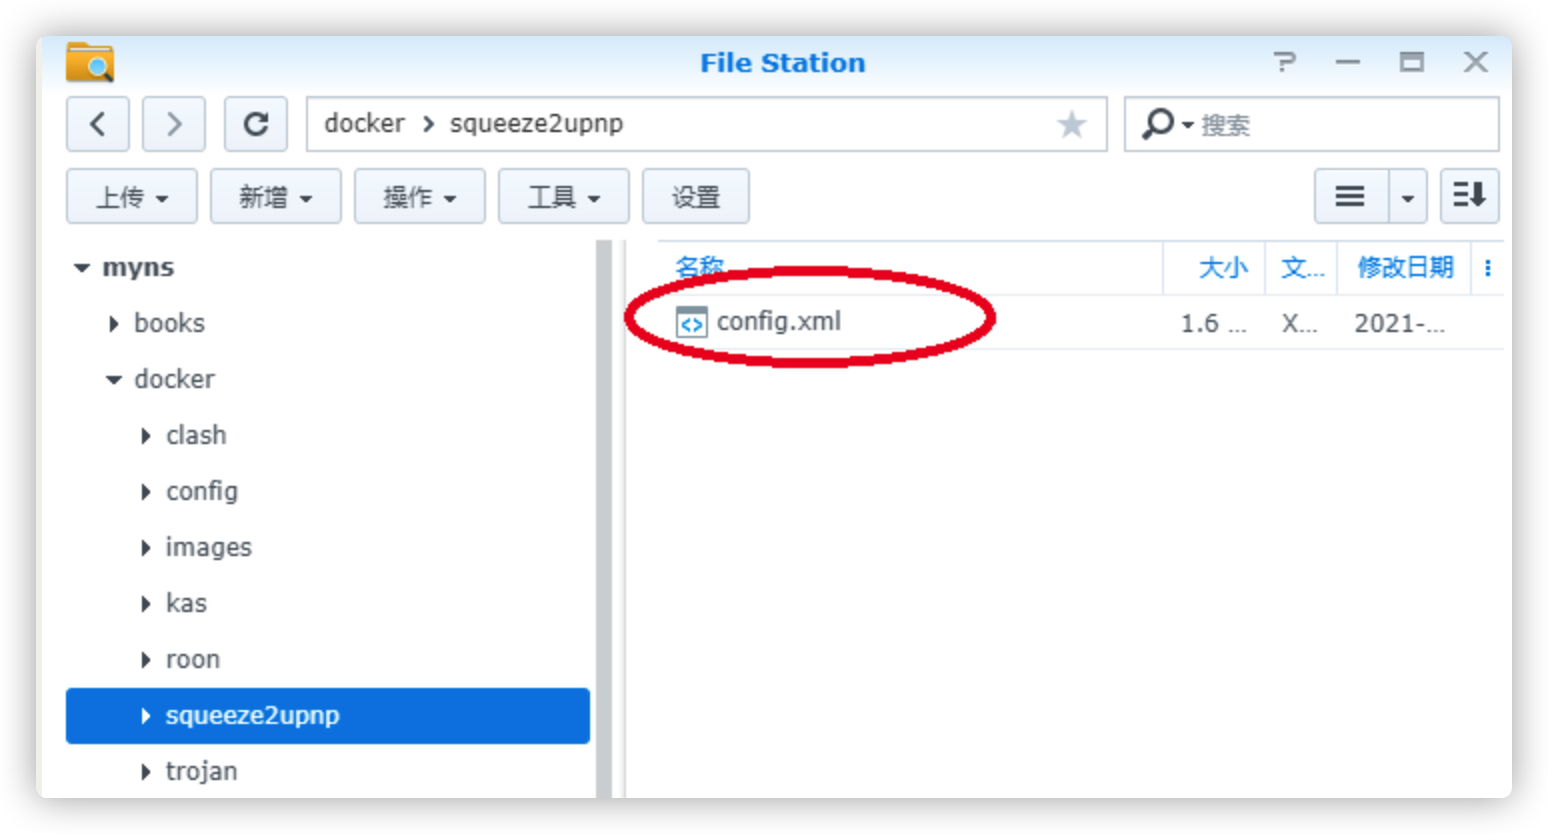 File Station
docker > squeeze2upnp
搜索
上传 新增 操作 工具 设置
myns
books
docker
clash
config
images
kas
roon
squeeze2upnp
trojan
名称 大小 文... 修改日期
config.xml 1.6 ... X... 2021-...